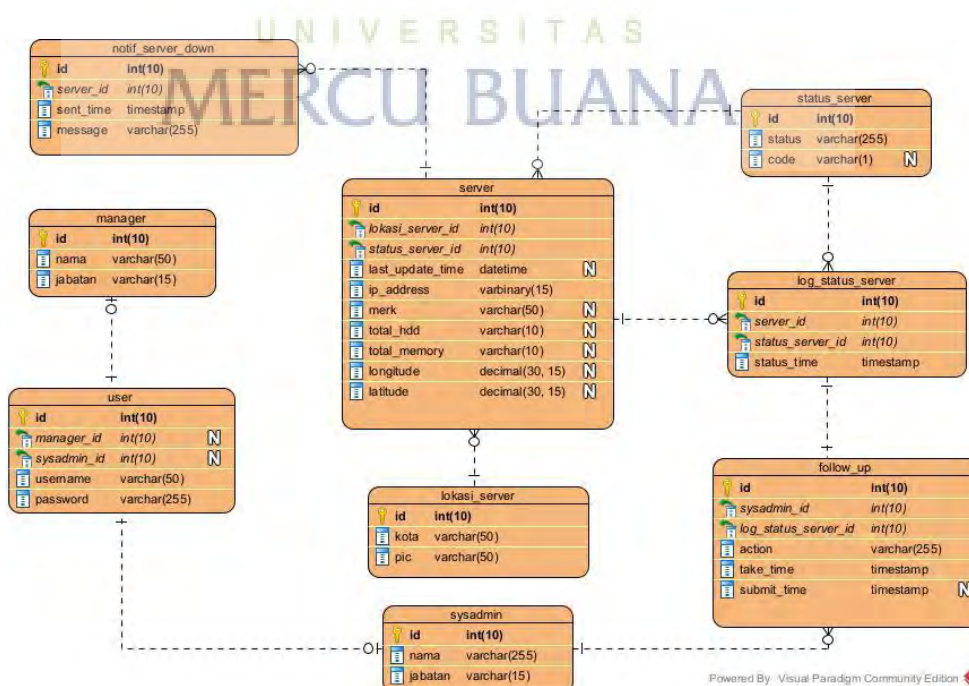 UNIVERSITAS
MERCU BUANA
notif_server_down
id int(10)
server_id int(10)
sent_time timestamp
message varchar(255)
status_server
id int(10)
status varchar(255)
code varchar(1) N
server
id int(10)
lokasi_server_id int(10)
status_server_id int(10)
last_update_time datetime N
ip_address varbinary(15)
merk varchar(50) N
total_hdd varchar(10) N
total_memory varchar(10) N
longitude decimal(30, 15) N
latitude decimal(30, 15) N
manager
id int(10)
nama varchar(50)
jabatan varchar(15)
log_status_server
id int(10)
server_id int(10)
status_server_id int(10)
status_time timestamp
user
id int(10)
manager_id int(10) N
sysadmin_id int(10) N
username varchar(50)
password varchar(255)
lokasi_server
id int(10)
kota varchar(50)
pic varchar(50)
follow_up
id int(10)
sysadmin_id int(10)
log_status_server_id int(10)
action varchar(255)
take_time timestamp
submit_time timestamp N
sysadmin
id int(10)
nama varchar(255)
jabatan varchar(15)
Powered By Visual Paradigm Community Edition